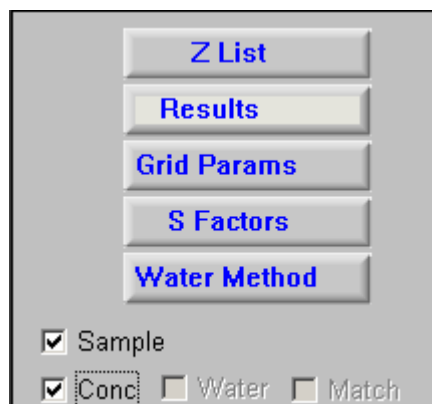 Z List
Results
Grid Params
S Factors
Water Method
Sample
Conc Water Match